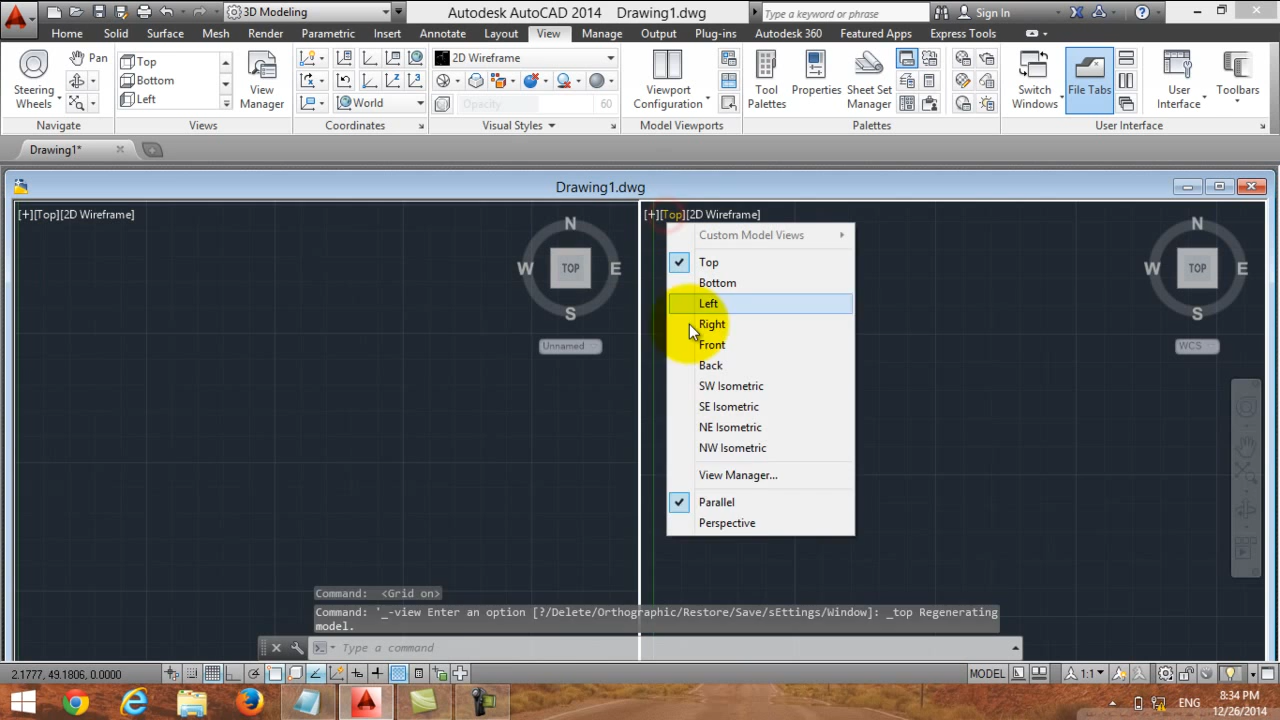 3D Modeling
Autodesk AutoCAD 2014 Drawing1.dwg
Type a keyword or phrase
Sign In
Home Solid Surface Mesh Render Parametric Insert Annotate Layout View Manage Output Plug-ins Autodesk 360 Featured Apps Express Tools
Steering Wheels
Pan
Navigate
Top
Bottom
Left
View Manager
Views
World
Coordinates
2D Wireframe
Opacity 60
Visual Styles
Viewport Configuration
Model Viewports
Tool Palettes
Properties
Sheet Set Manager
Palettes
Switch Windows
File Tabs
User Interface
Toolbars
User Interface
Drawing1*
Drawing1.dwg
[+][Top][2D Wireframe]
N
W TOP E
S
Unnamed
[+][Top][2D Wireframe]
N
W TOP E
S
WCS
Custom Model Views
Top
Bottom
Left
Right
Front
Back
SW Isometric
SE Isometric
NE Isometric
NW Isometric
View Manager...
Parallel
Perspective
Command: <Grid on>
Command: '_-view Enter an option [?/Delete/Orthographic/Restore/Save/sEttings/Window]: _top Regenerating
model.
Type a command
2.1777, 49.1806, 0.0000
MODEL
1:1
ENG
8:34 PM
12/26/2014